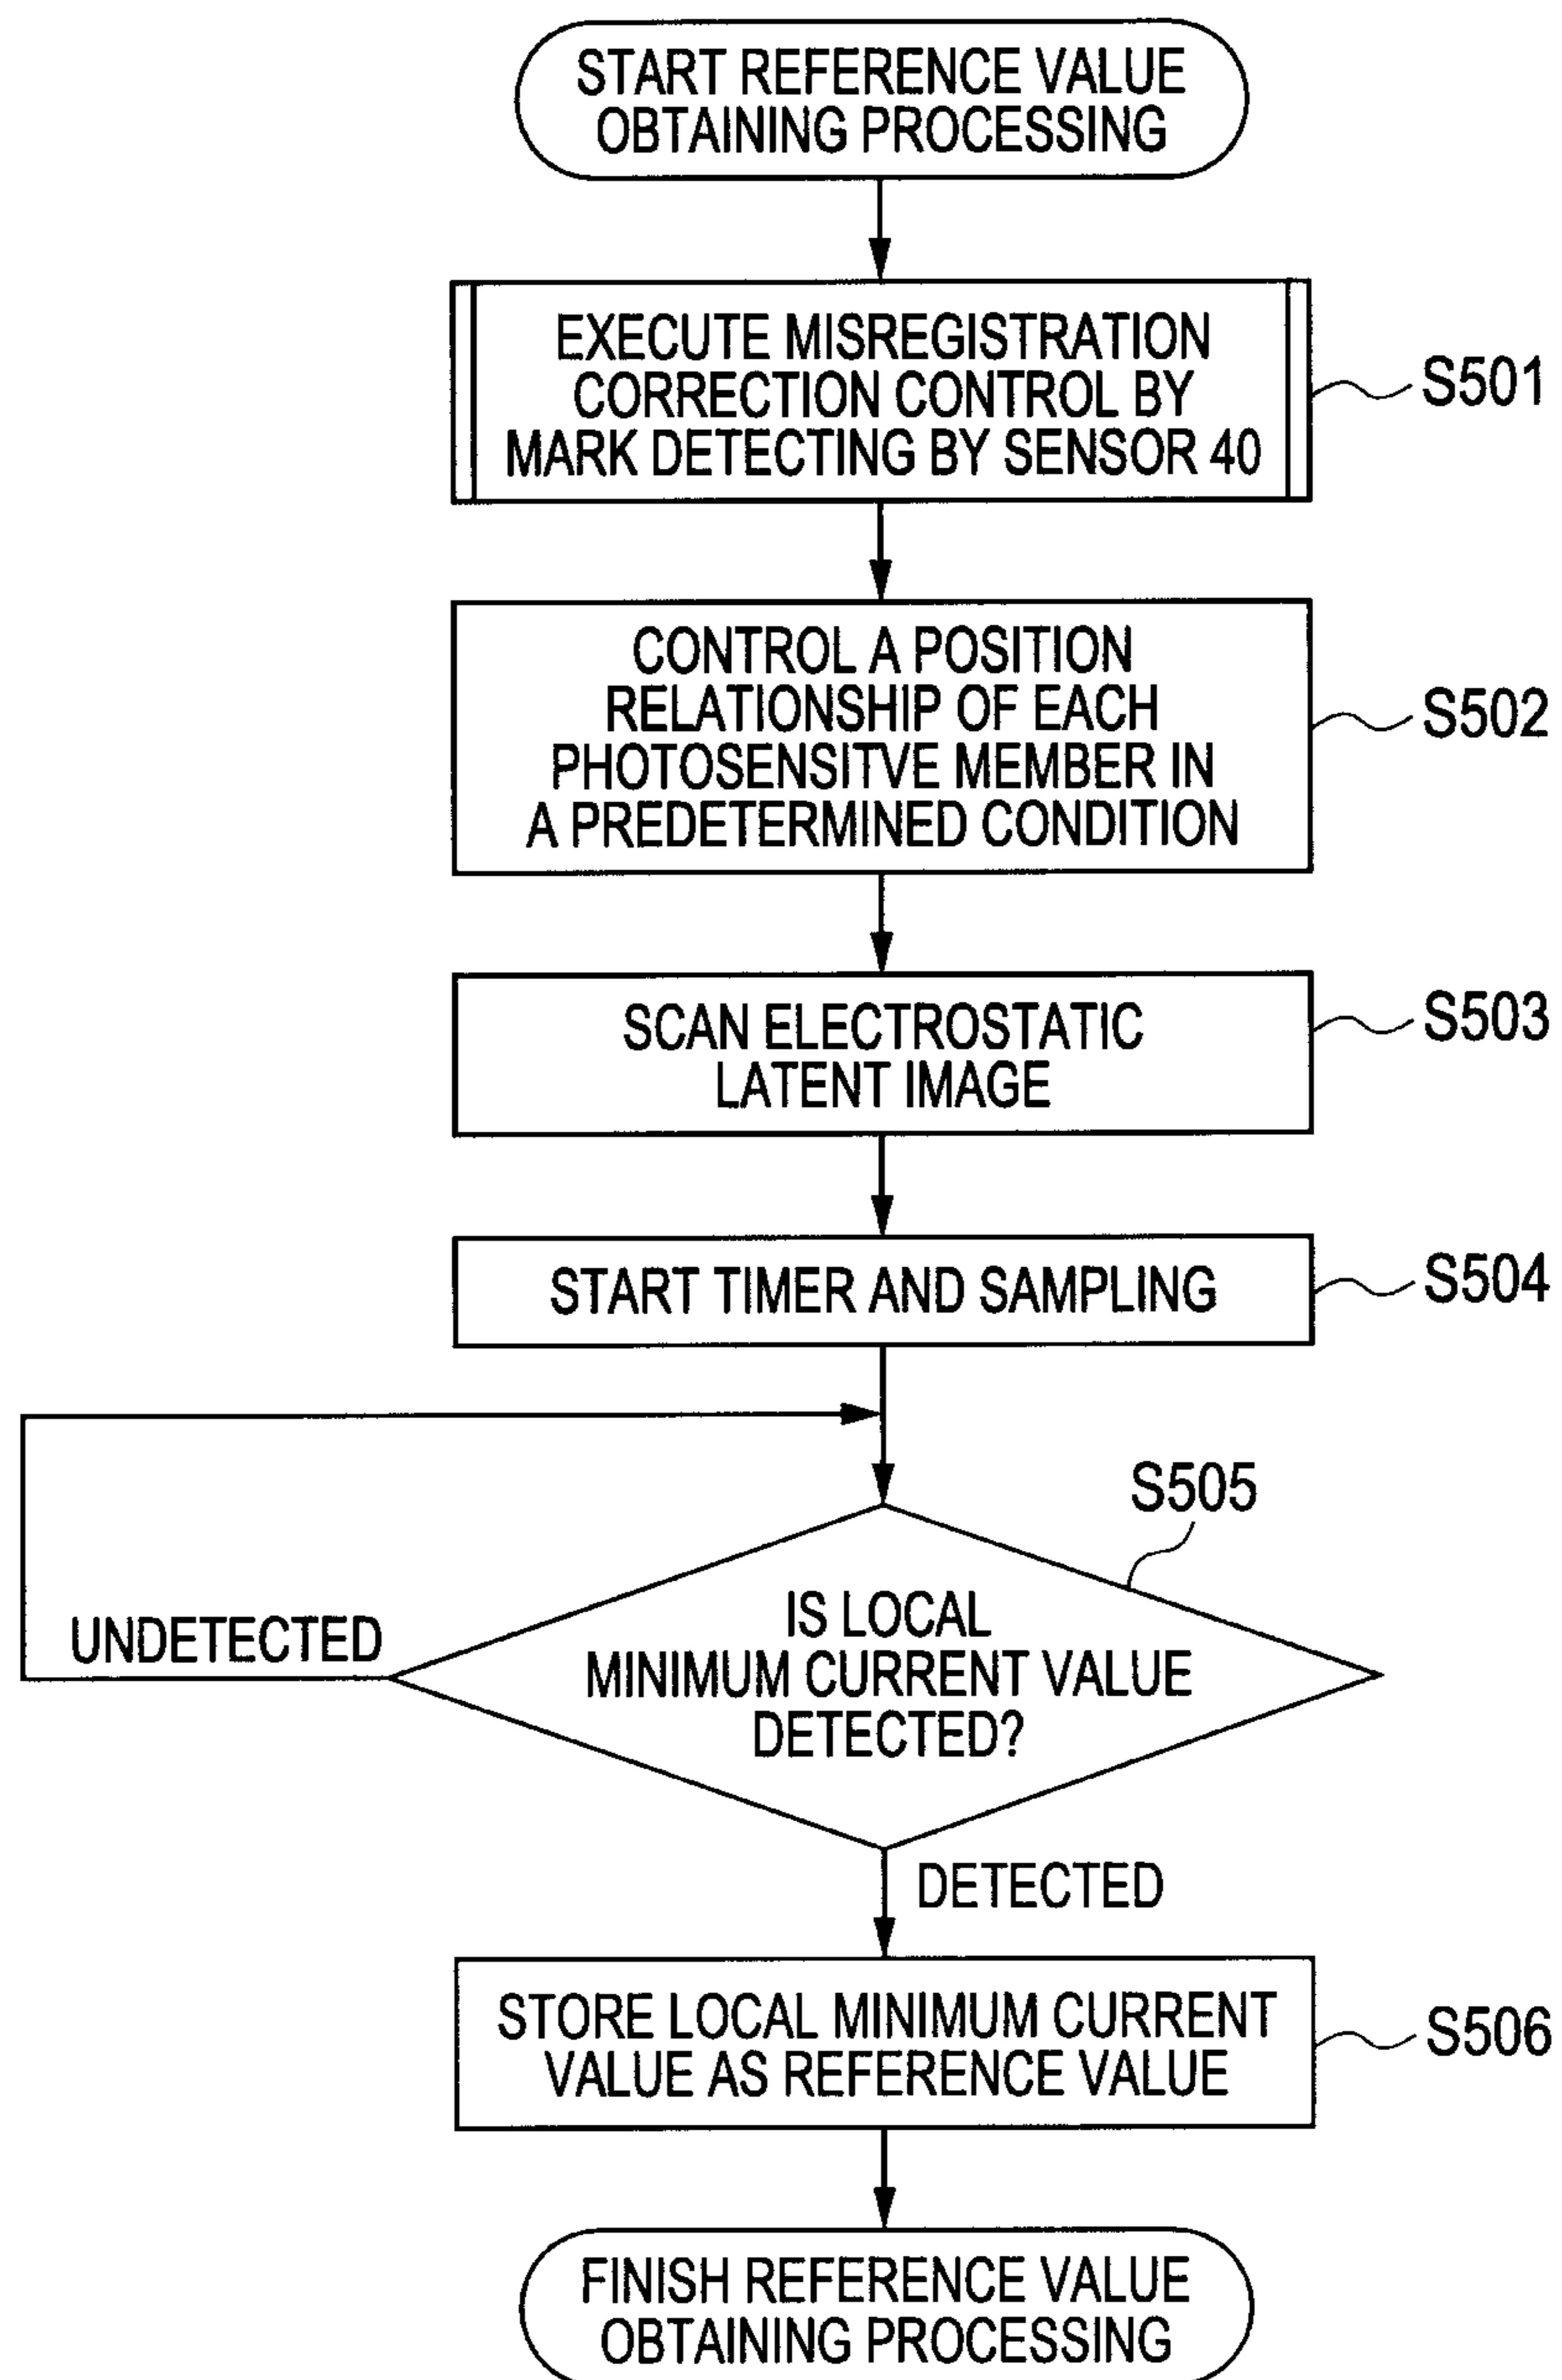 START REFERENCE VALUE
OBTAINING PROCESSING
EXECUTE MISREGISTRATION
CORRECTION CONTROL BY
MARK DETECTING BY SENSOR 40
S501
CONTROL A POSITION
RELATIONSHIP OF EACH
PHOTOSENSITVE MEMBER IN
A PREDETERMINED CONDITION
S502
SCAN ELECTROSTATIC
LATENT IMAGE
S503
START TIMER AND SAMPLING
S504
S505
IS LOCAL
MINIMUM CURRENT VALUE
DETECTED?
UNDETECTED
DETECTED
STORE LOCAL MINIMUM CURRENT
VALUE AS REFERENCE VALUE
S506
FINISH REFERENCE VALUE
OBTAINING PROCESSING